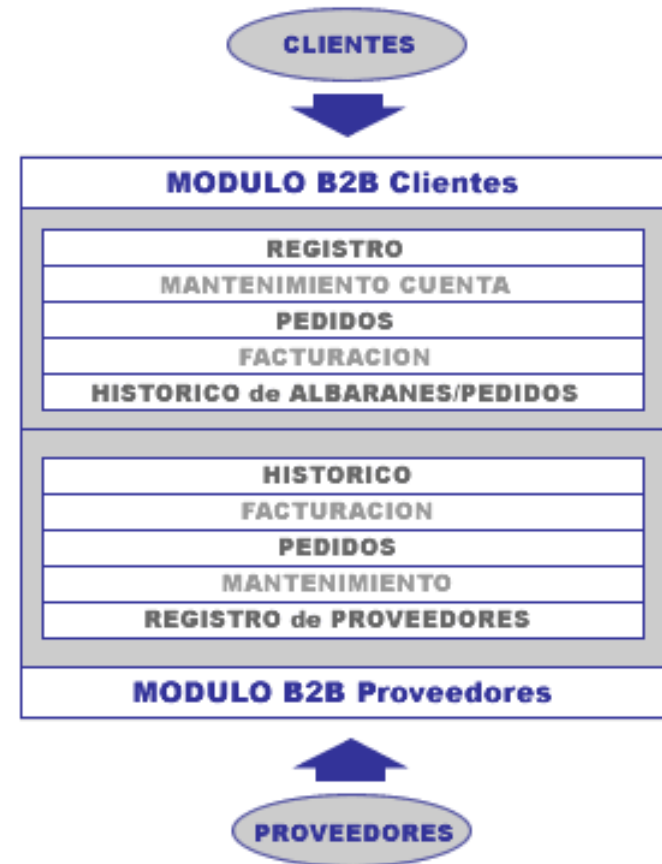 CLIENTES
MODULO B2B Clientes
REGISTRO
MANTENIMIENTO CUENTA
PEDIDOS
FACTURACION
HISTORICO de ALBARANES/PEDIDOS
HISTORICO
FACTURACION
PEDIDOS
MANTENIMIENTO
REGISTRO de PROVEEDORES
MODULO B2B Proveedores
PROVEEDORES